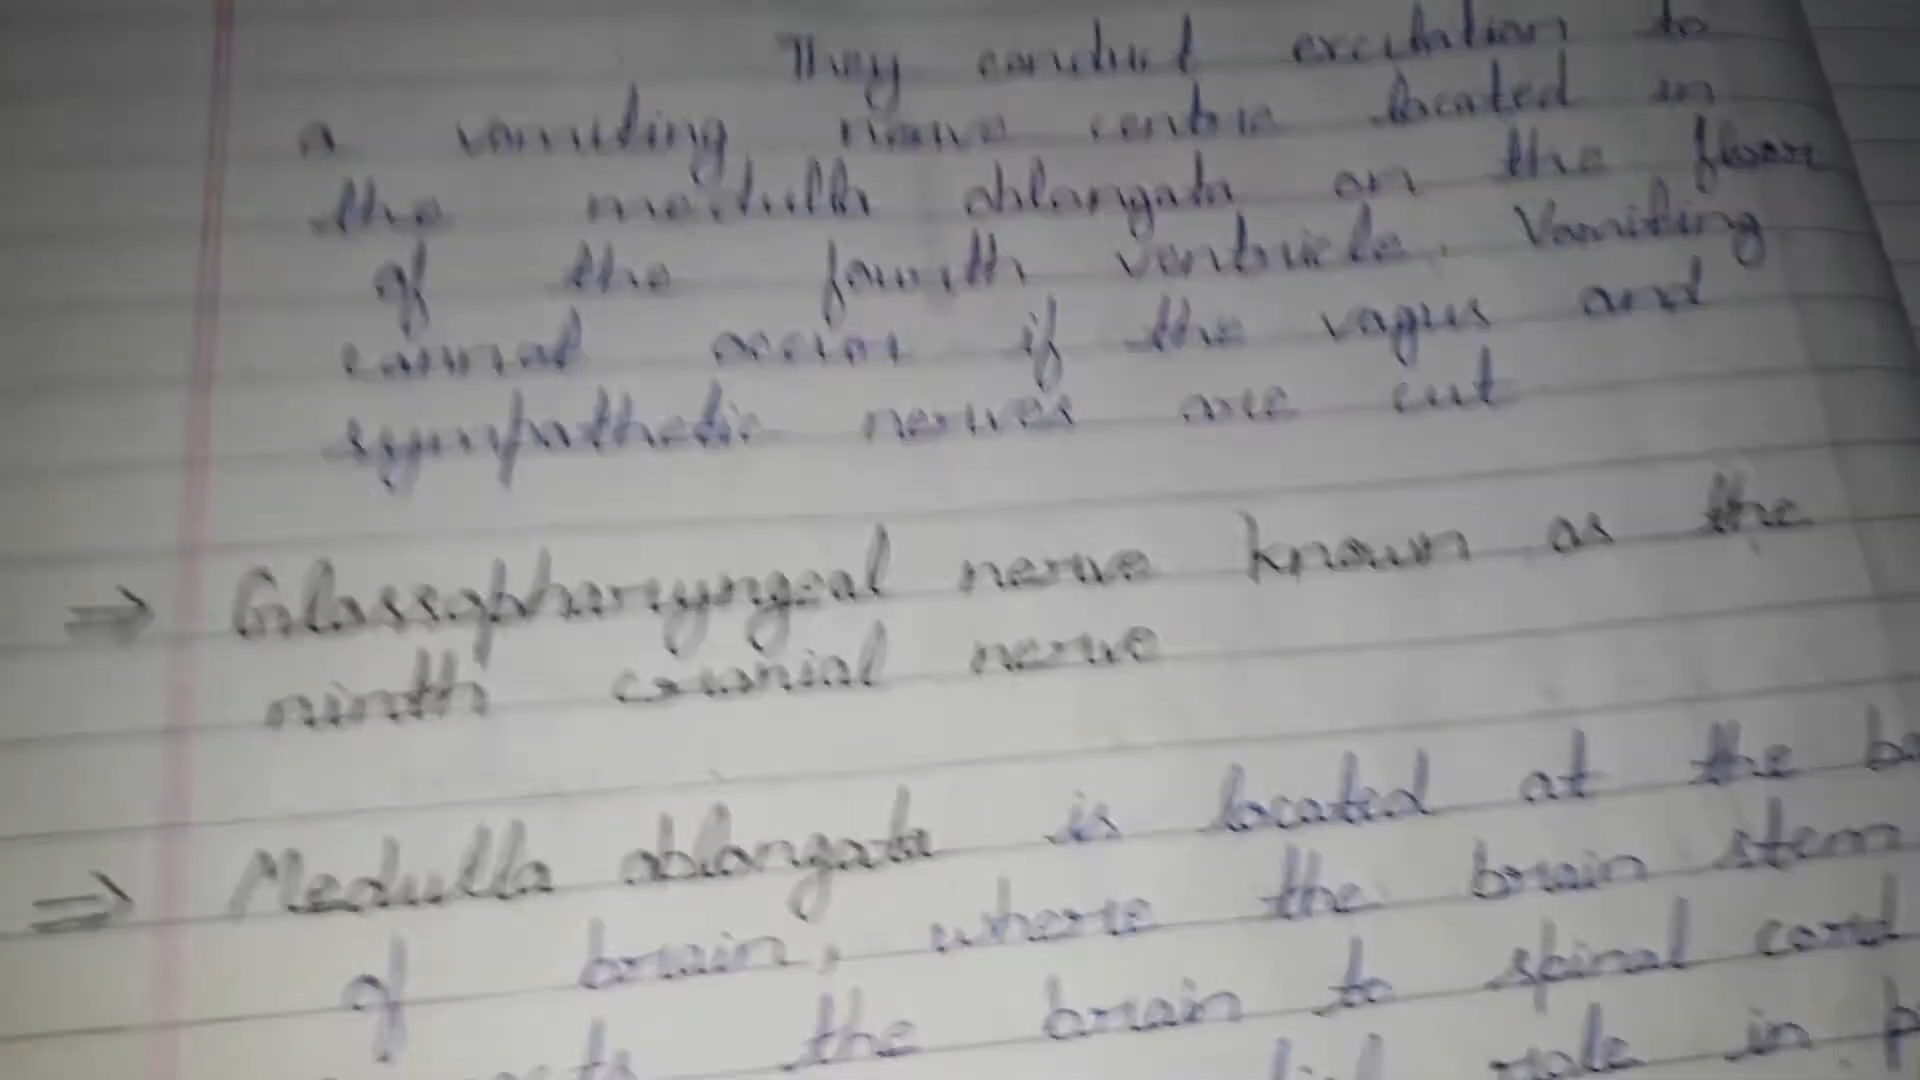 They conduct excitation to
a vomiting nerve centre located in
the medulla oblongata on the floor
of the fourth ventricle. Vomiting
cannot occur if the vagus and
sympathetic nerves are cut
⇒ Glossopharyngeal nerve known as the
ninth cranial nerve
⇒ Medulla oblongata is located at the
of brain, where the brain stem
the brain to spinal cord
role in